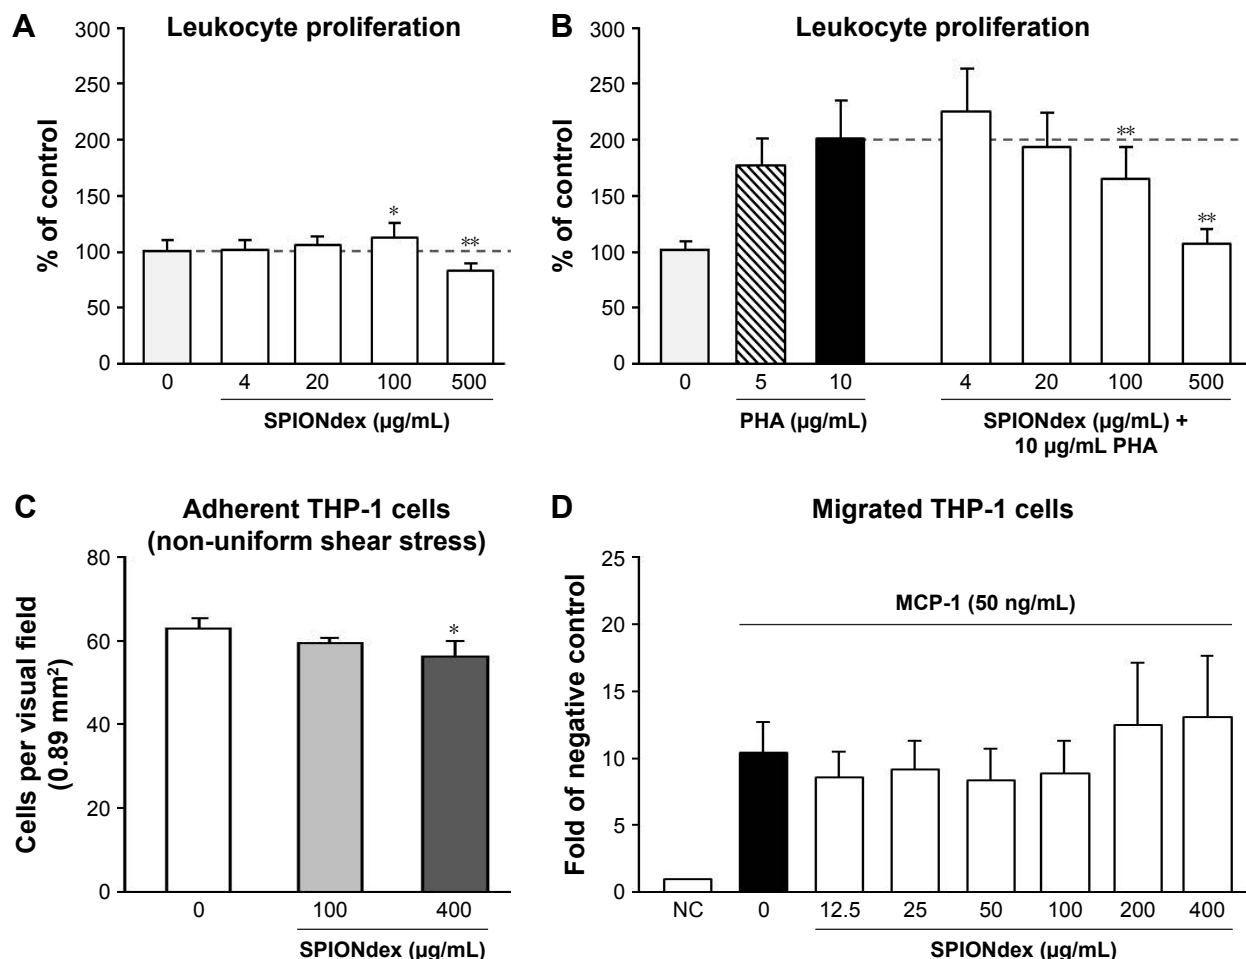 A
Leukocyte proliferation
% of control
300
250
200
150
100
50
0
*
**
0 4 20 100 500
SPIONdex (µg/mL)
B
Leukocyte proliferation
% of control
300
250
200
150
100
50
0
**
**
0 5 10 4 20 100 500
PHA (µg/mL)
SPIONdex (µg/mL) +
10 µg/mL PHA
C
Adherent THP-1 cells
(non-uniform shear stress)
Cells per visual field
(0.89 mm²)
80
60
40
20
0
*
0 100 400
SPIONdex (µg/mL)
D
Migrated THP-1 cells
Fold of negative control
25
20
15
10
5
0
MCP-1 (50 ng/mL)
NC 0 12.5 25 50 100 200 400
SPIONdex (µg/mL)